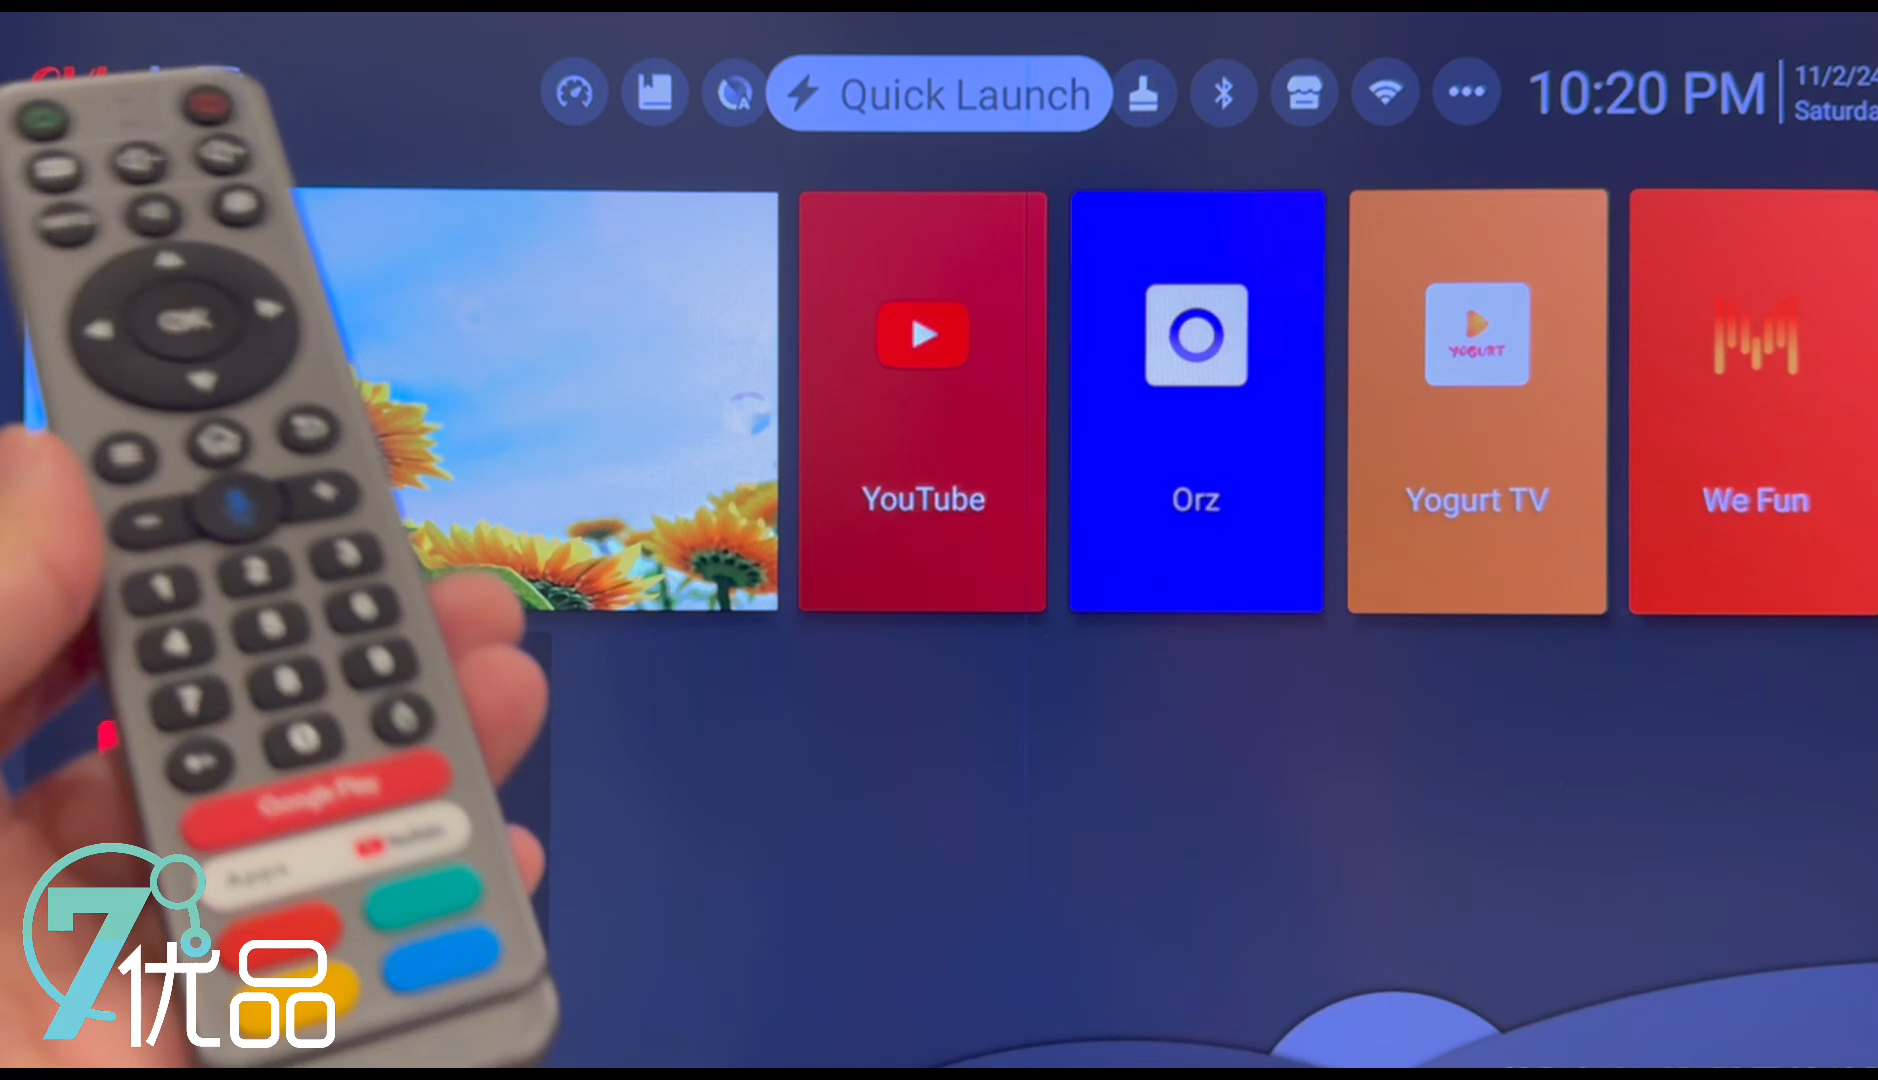 Quick Launch
10:20 PM
11/2/24
YouTube
Orz
YOGURT
Yogurt TV
We Fun
OK
1
2
3
4
5
6
7
8
9
0
Google Play
Apps
YouTube
7优品